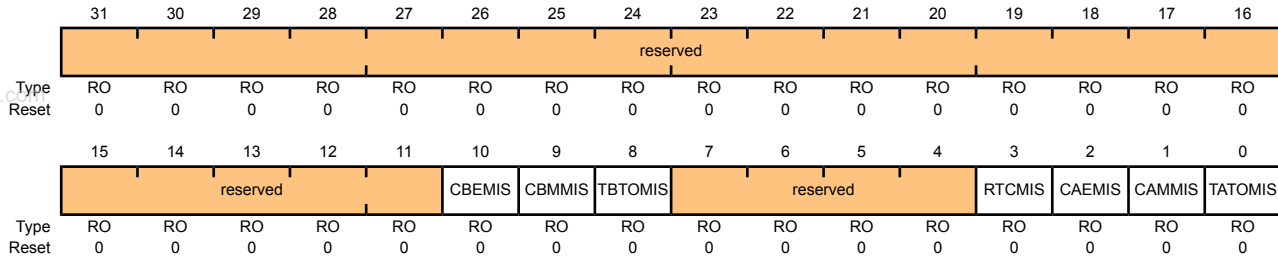 31 30 29 28 27 26 25 24 23 22 21 20 19 18 17 16
reserved
Type RO RO RO RO RO RO RO RO RO RO RO RO RO RO RO RO
.com
Reset 0 0 0 0 0 0 0 0 0 0 0 0 0 0 0 0
15 14 13 12 11 10 9 8 7 6 5 4 3 2 1 0
reserved CBEMIS CBMMIS TBTOMIS reserved RTCMIS CAEMIS CAMMIS TATOMIS
Type RO RO RO RO RO RO RO RO RO RO RO RO RO RO RO RO
Reset 0 0 0 0 0 0 0 0 0 0 0 0 0 0 0 0